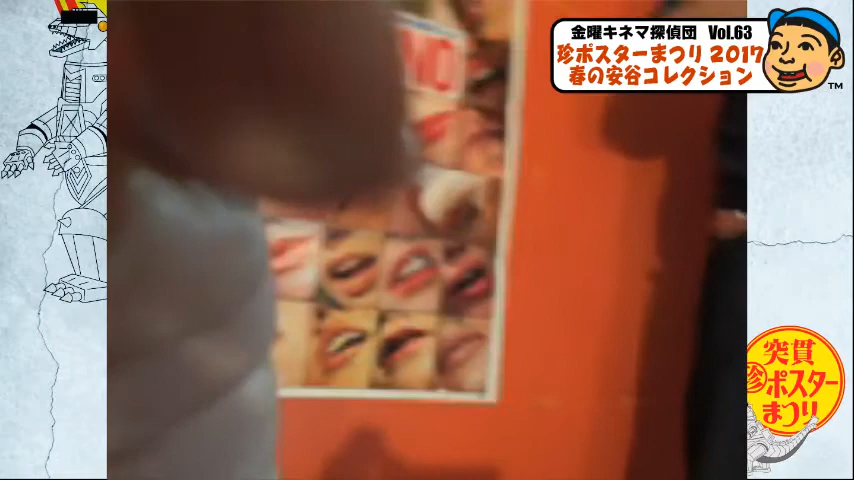 金曜キネマ探偵団 Vol.63
珍ポスターまつり 2017
春の安谷コレクション
TM
突貫
珍ポスター
まつり